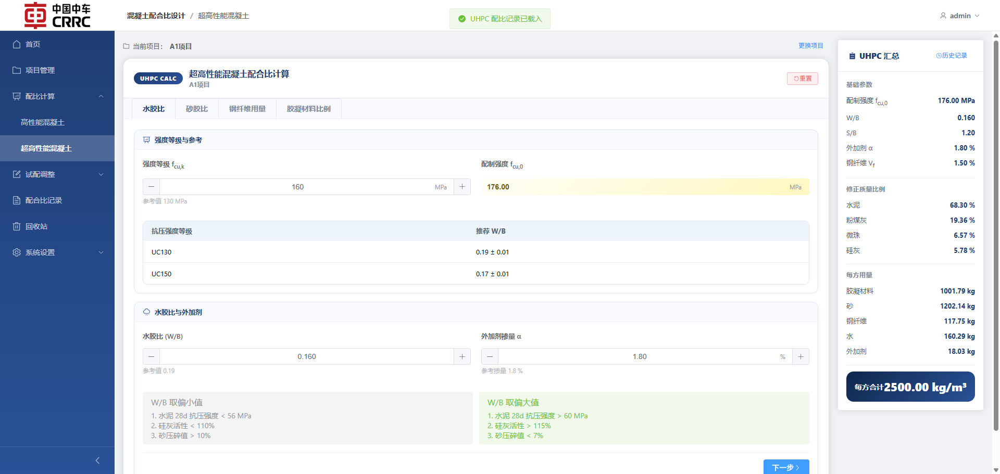 中国中车
CRRC
混凝土配合比设计 / 超高性能混凝土
UHPC 配比记录已载入
admin
首页
项目管理
配比计算
高性能混凝土
超高性能混凝土
试配调整
配合比记录
回收站
系统设置
当前项目： A1项目
更换项目
UHPC CALC
超高性能混凝土配合比计算
A1项目
重置
水胶比
砂胶比
钢纤维用量
胶凝材料比例
强度等级与参考
强度等级 fcu,k
配制强度 fcu,0
160 MPa
176.00 MPa
参考值 130 MPa
抗压强度等级 推荐 W/B
UC130 0.19 ± 0.01
UC150 0.17 ± 0.01
水胶比与外加剂
水胶比 (W/B)
外加剂掺量 α
0.160
1.80 %
参考值 0.19
参考掺量 1.8 %
W/B 取偏小值
1. 水泥 28d 抗压强度 < 56 MPa
2. 硅灰活性 < 110%
3. 砂压碎值 > 10%
W/B 取偏大值
1. 水泥 28d 抗压强度 > 60 MPa
2. 硅灰活性 > 115%
3. 砂压碎值 < 7%
下一步
UHPC 汇总
历史记录
基础参数
配制强度 fcu,0 176.00 MPa
W/B 0.160
S/B 1.20
外加剂 α 1.80 %
钢纤维 Vf 1.50 %
修正质量比例
水泥 68.30 %
粉煤灰 19.36 %
微珠 6.57 %
硅灰 5.78 %
每方用量
胶凝材料 1001.79 kg
砂 1202.14 kg
钢纤维 117.75 kg
水 160.29 kg
外加剂 18.03 kg
每方合计2500.00 kg/m³